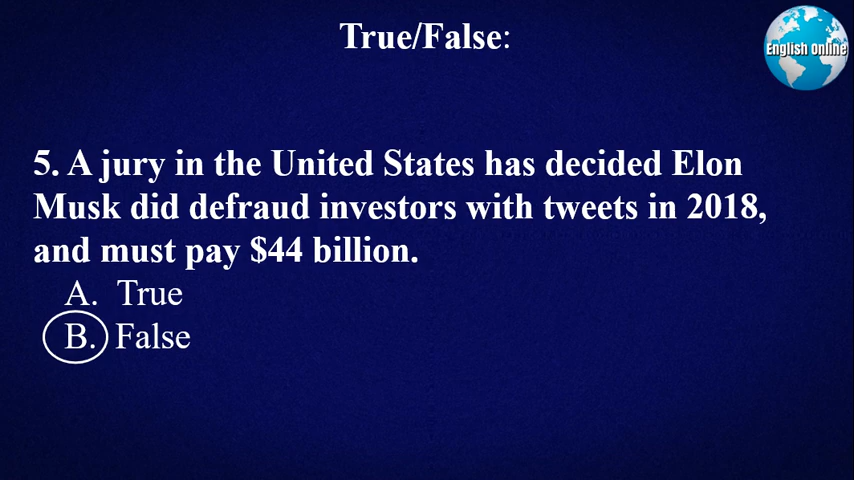 True/False:
English Online
5. A jury in the United States has decided Elon
Musk did defraud investors with tweets in 2018,
and must pay $44 billion.
A. True
B. False